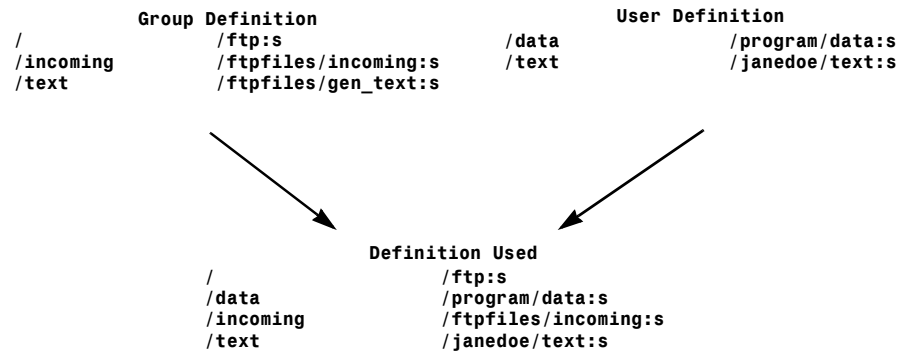 Group Definition
/ /ftp:s
/incoming /ftpfiles/incoming:s
/text /ftpfiles/gen_text:s
User Definition
/data /program/data:s
/text /janedoe/text:s
Definition Used
/ /ftp:s
/data /program/data:s
/incoming /ftpfiles/incoming:s
/text /janedoe/text:s